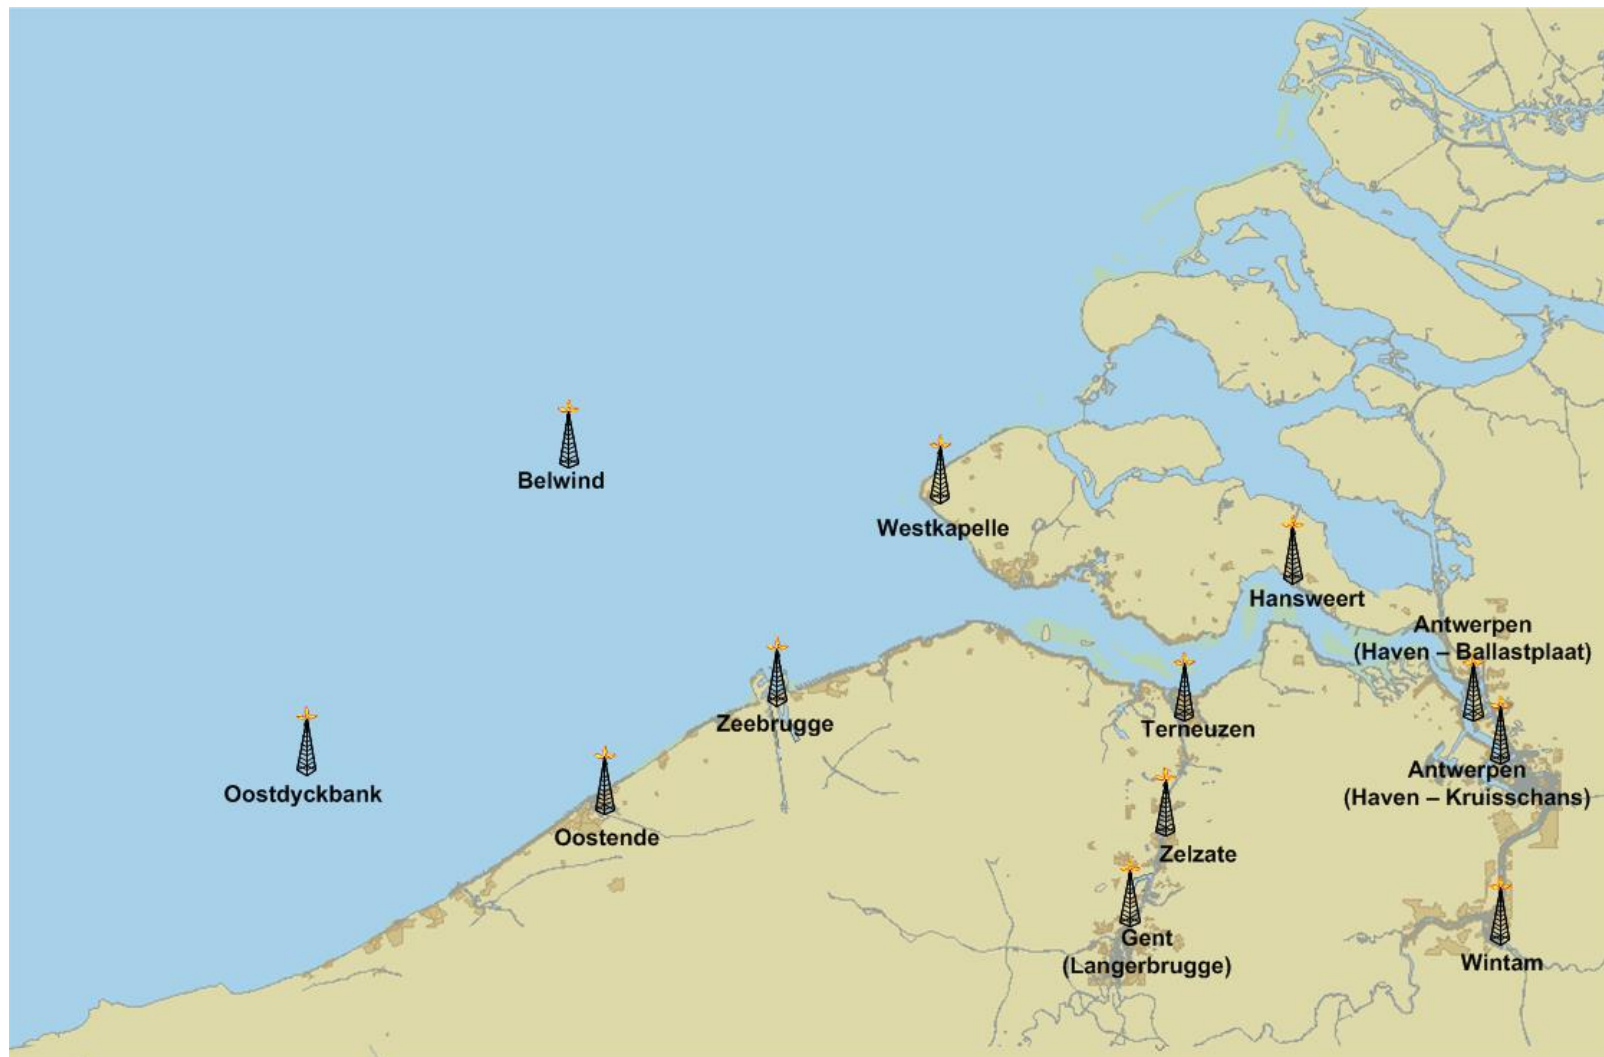 Belwind
Westkapelle
Hansweert
Antwerpen
(Haven – Ballastplaat)
Zeebrugge
Terneuzen
Oostdyckbank
Antwerpen
(Haven – Kruisschans)
Oostende
Zelzate
Gent
(Langerbrugge)
Wintam